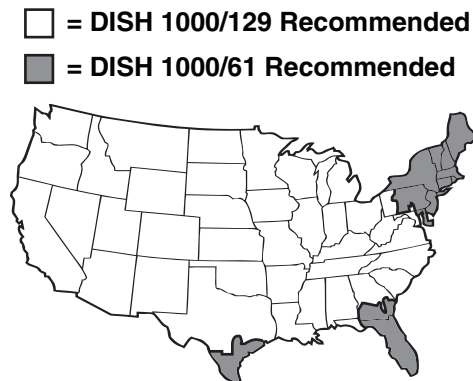 = DISH 1000/129 Recommended
= DISH 1000/61 Recommended